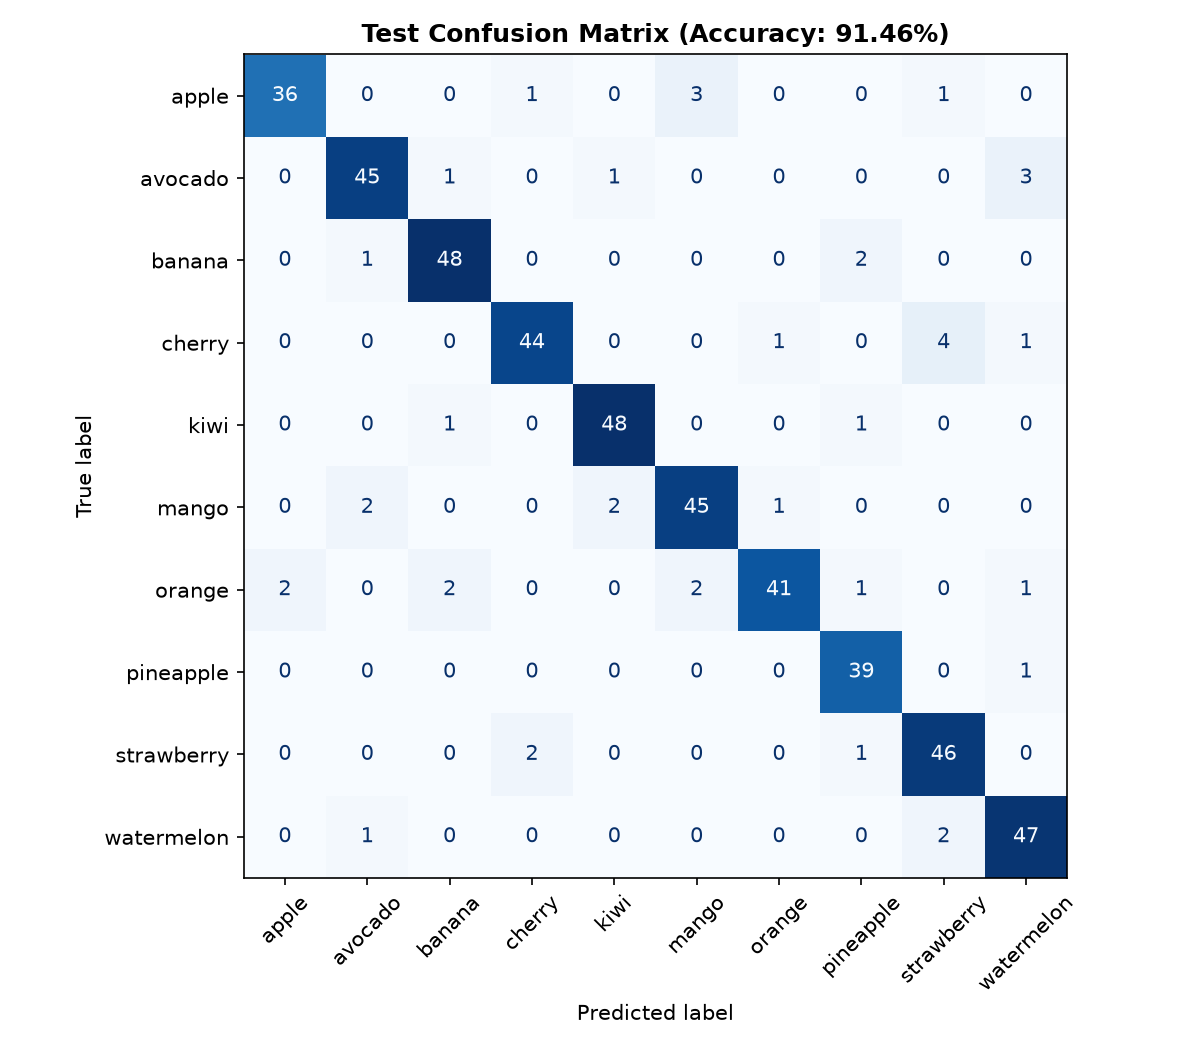 Test Confusion Matrix (Accuracy: 91.46%)
apple 36 0 0 1 0 3 0 0 1 0
avocado 0 45 1 0 1 0 0 0 0 3
banana 0 1 48 0 0 0 0 2 0 0
cherry 0 0 0 44 0 0 1 0 4 1
kiwi 0 0 1 0 48 0 0 1 0 0
mango 0 2 0 0 2 45 1 0 0 0
orange 2 0 2 0 0 2 41 1 0 1
pineapple 0 0 0 0 0 0 0 39 0 1
strawberry 0 0 0 2 0 0 0 1 46 0
watermelon 0 1 0 0 0 0 0 0 2 47
True label
apple avocado banana cherry kiwi mango orange pineapple strawberry watermelon
Predicted label